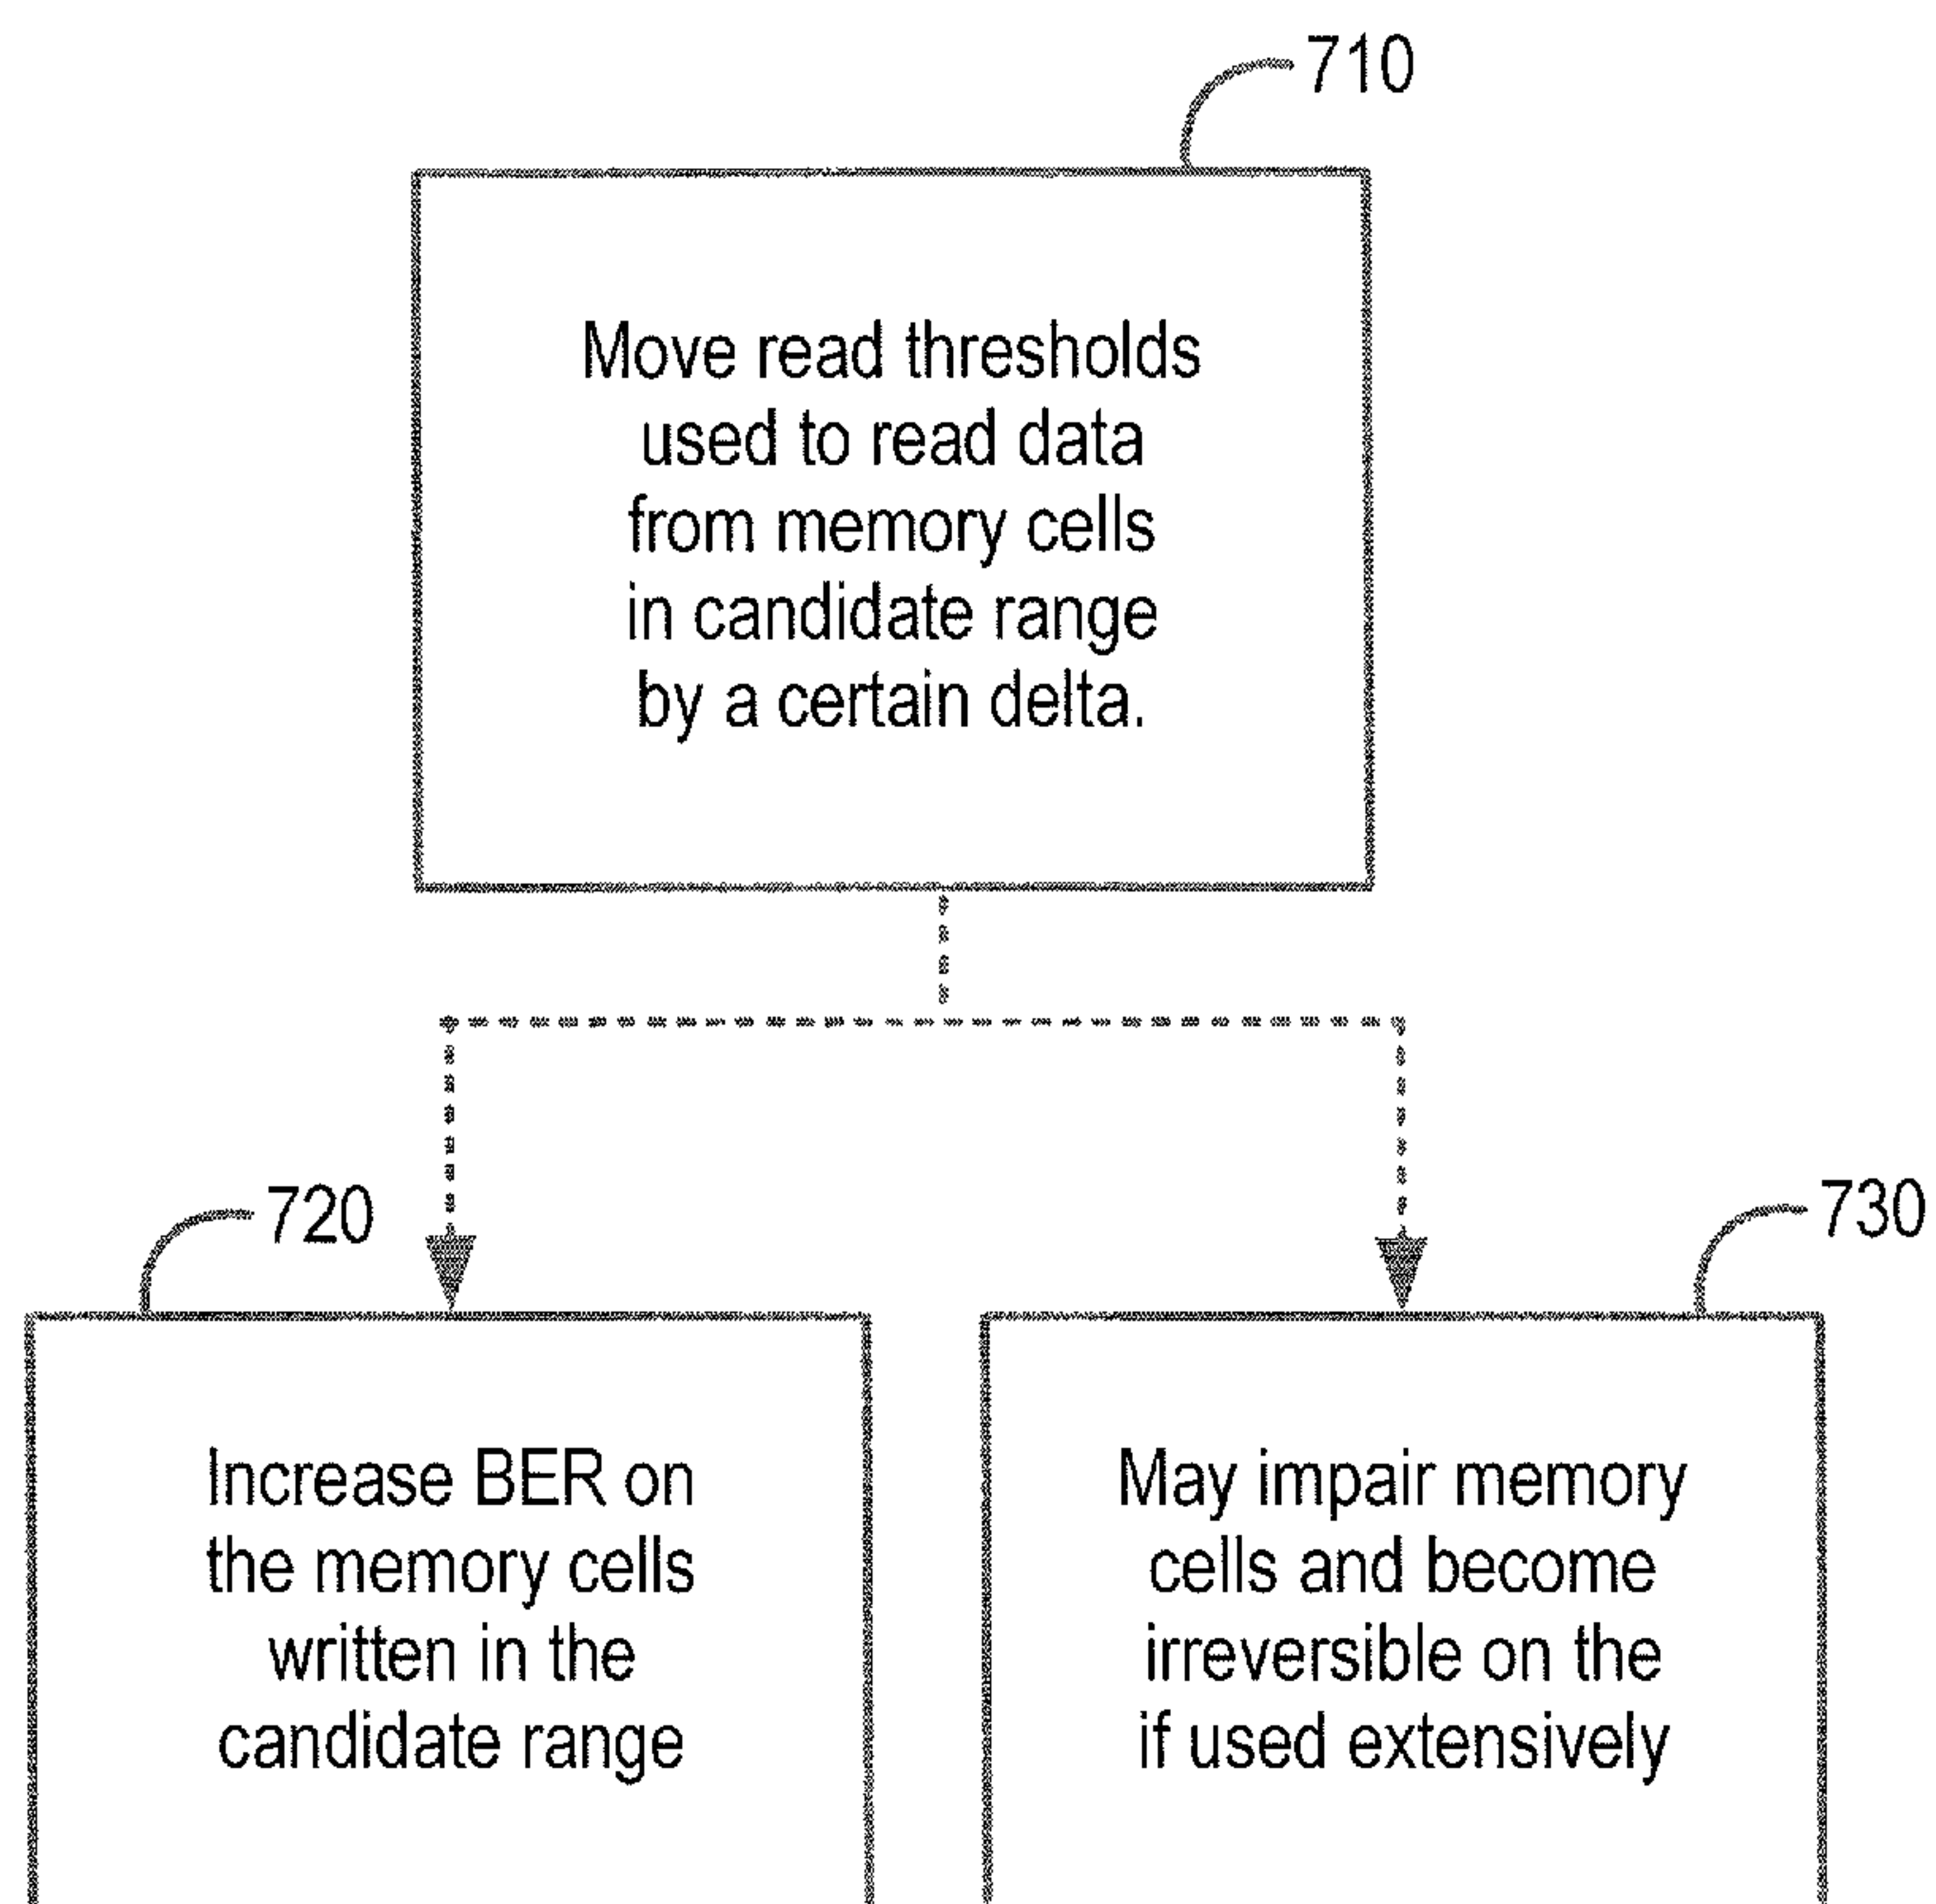 710
Move read thresholds
used to read data
from memory cells
in candidate range
by a certain delta.
720
Increase BER on
the memory cells
written in the
candidate range
730
May impair memory
cells and become
irreversible on the
if used extensively